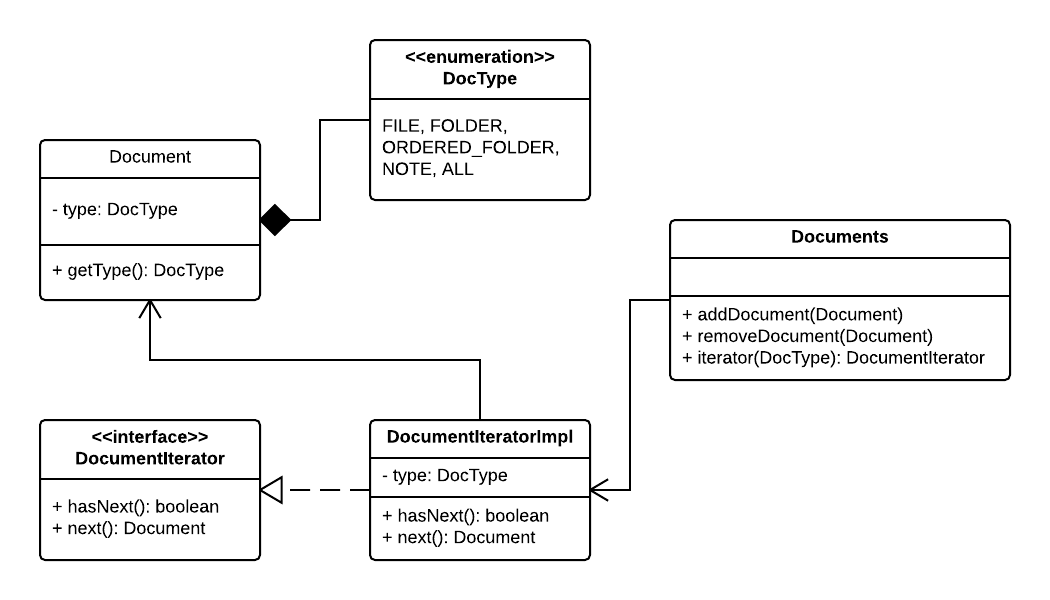 <<enumeration>>
DocType
FILE, FOLDER,
ORDERED_FOLDER,
NOTE, ALL
Document
- type: DocType
+ getType(): DocType
Documents
+ addDocument(Document)
+ removeDocument(Document)
+ iterator(DocType): DocumentIterator
<<interface>>
DocumentIterator
+ hasNext(): boolean
+ next(): Document
DocumentIteratorImpl
- type: DocType
+ hasNext(): boolean
+ next(): Document